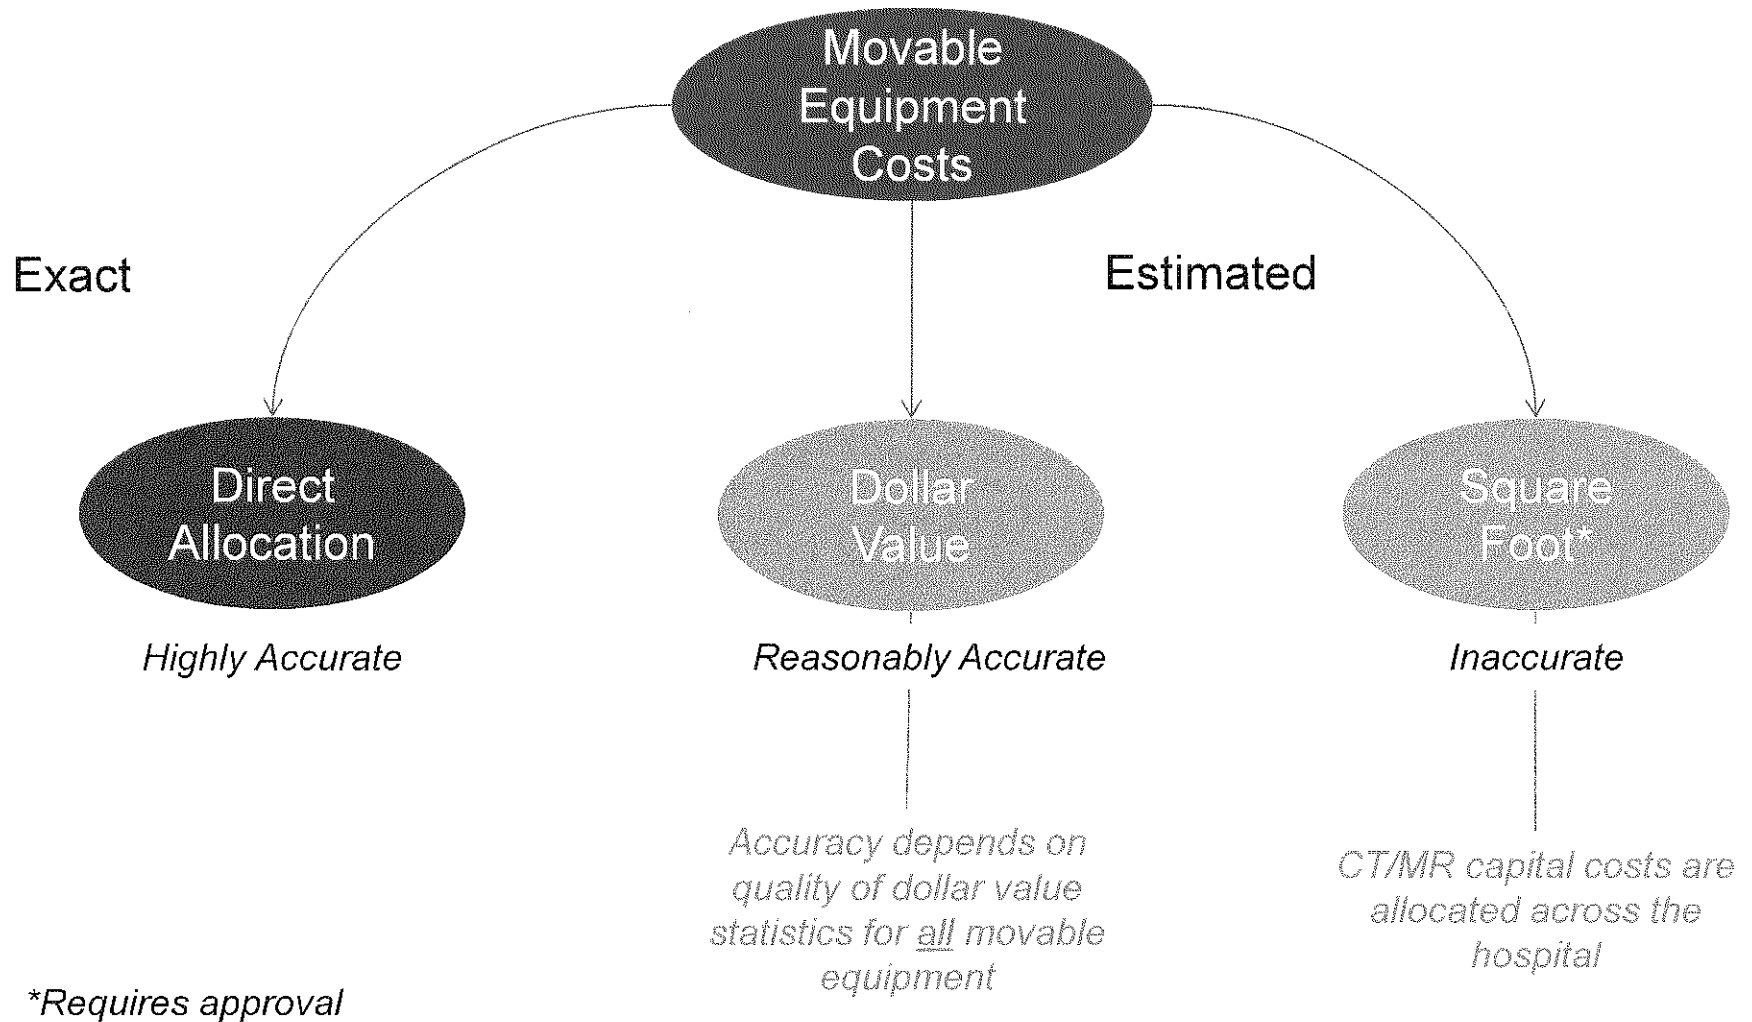 Movable
Equipment
Costs
Exact
Estimated
Direct
Allocation
Dollar
Value
Square
Foot*
Highly Accurate
Reasonably Accurate
Inaccurate
Accuracy depends on
quality of dollar value
statistics for all movable
equipment
CT/MR capital costs are
allocated across the
hospital
*Requires approval